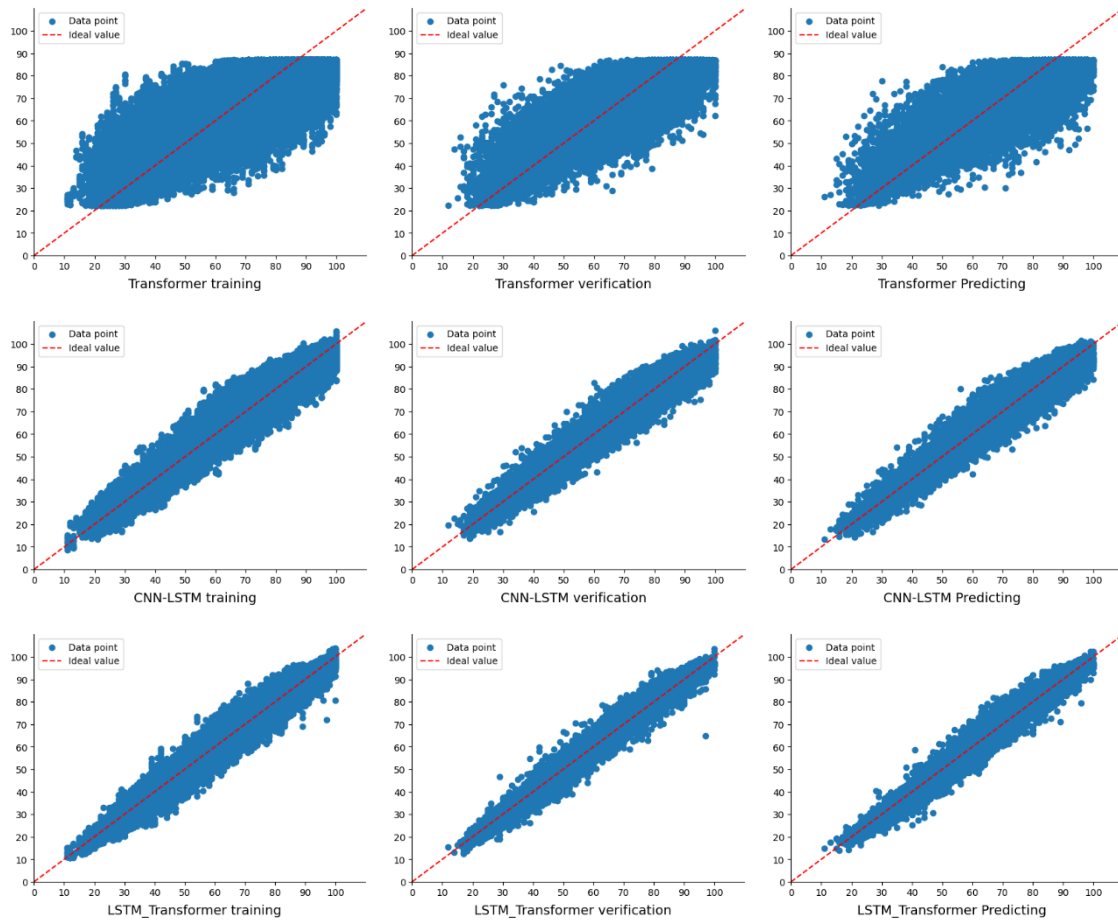 Data point
Ideal value
100
90
80
70
60
50
40
30
20
10
0
0 10 20 30 40 50 60 70 80 90 100
Transformer training
Data point
Ideal value
100
90
80
70
60
50
40
30
20
10
0
0 10 20 30 40 50 60 70 80 90 100
Transformer verification
Data point
Ideal value
100
90
80
70
60
50
40
30
20
10
0
0 10 20 30 40 50 60 70 80 90 100
Transformer Predicting
Data point
Ideal value
100
90
80
70
60
50
40
30
20
10
0
0 10 20 30 40 50 60 70 80 90 100
CNN-LSTM training
Data point
Ideal value
100
90
80
70
60
50
40
30
20
10
0
0 10 20 30 40 50 60 70 80 90 100
CNN-LSTM verification
Data point
Ideal value
100
90
80
70
60
50
40
30
20
10
0
0 10 20 30 40 50 60 70 80 90 100
CNN-LSTM Predicting
Data point
Ideal value
100
90
80
70
60
50
40
30
20
10
0
0 10 20 30 40 50 60 70 80 90 100
LSTM_Transformer training
Data point
Ideal value
100
90
80
70
60
50
40
30
20
10
0
0 10 20 30 40 50 60 70 80 90 100
LSTM_Transformer verification
Data point
Ideal value
100
90
80
70
60
50
40
30
20
10
0
0 10 20 30 40 50 60 70 80 90 100
LSTM_Transformer Predicting